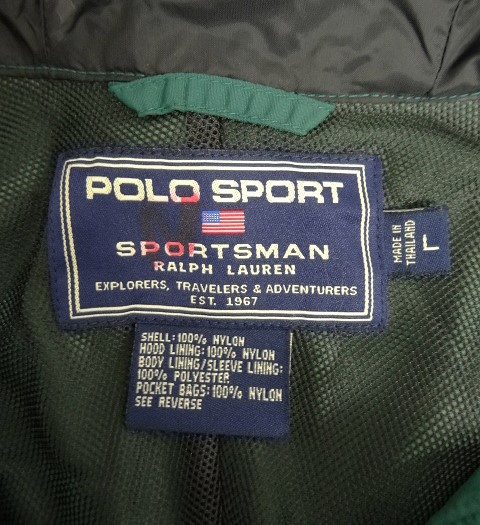 POLO SPORT
SPORTSMAN
RALPH LAUREN
EXPLORERS, TRAVELERS & ADVENTURERS
EST. 1967
MADE IN
THAILAND
L
SHELL: 100% NYLON
HOOD LINING: 100% NYLON
BODY LINING/SLEEVE LINING:
100% POLYESTER
POCKET BAGS: 100% NYLON
SEE REVERSE